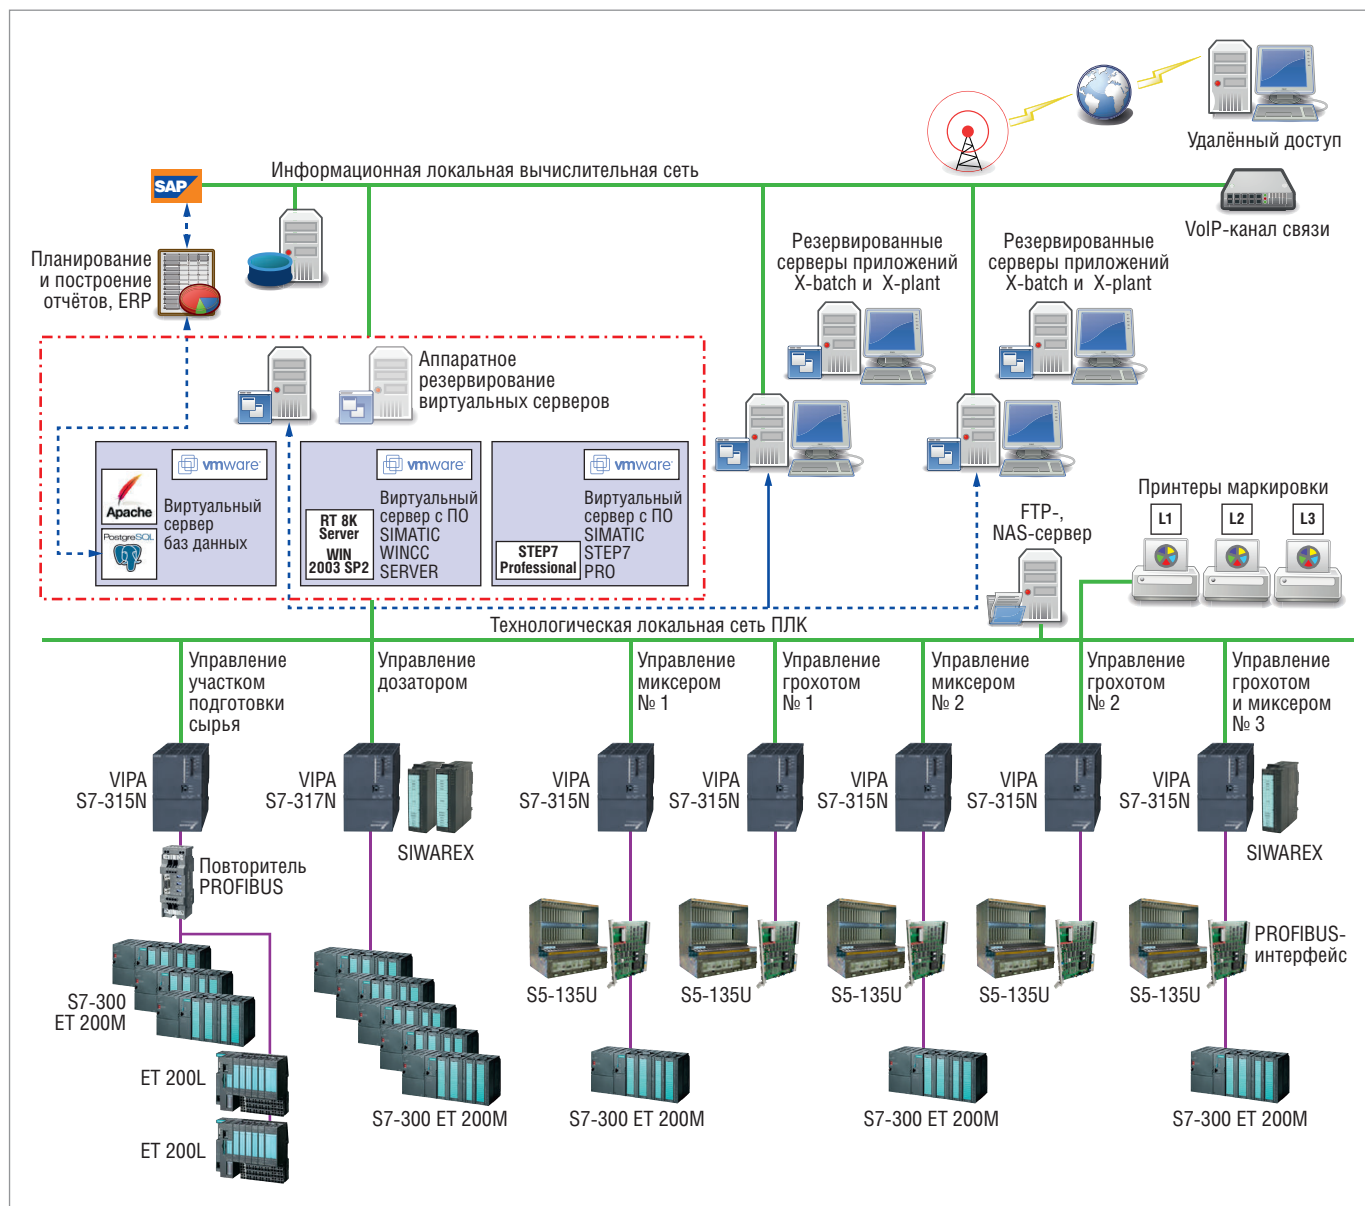 Удалённый доступ
Информационная локальная вычислительная сеть
SAP
VoIP-канал связи
Планирование
и построение
отчётов, ERP
Резервированные
серверы приложений
X-batch и X-plant
Резервированные
серверы приложений
X-batch и X-plant
Аппаратное
резервирование
виртуальных серверов
vmware
Apache
PostgreSQL
Виртуальный
сервер
баз данных
vmware
RT 8K
Server
WIN
2003 SP2
Виртуальный
сервер с ПО
SIMATIC
WINCC
SERVER
vmware
STEP7
Professional
Виртуальный
сервер с ПО
SIMATIC
STEP7
PRO
FTP-,
NAS-сервер
Принтеры маркировки
L1
L2
L3
Технологическая локальная сеть ПЛК
Управление
участком
подготовки
сырья
Управление
дозатором
Управление
миксером
№ 1
Управление
грохотом
№ 1
Управление
миксером
№ 2
Управление
грохотом
№ 2
Управление
грохотом
и миксером
№ 3
VIPA
S7-315N
VIPA
S7-317N
SIWAREX
VIPA
S7-315N
VIPA
S7-315N
VIPA
S7-315N
VIPA
S7-315N
VIPA
S7-315N
SIWAREX
Повторитель
PROFIBUS
S5-135U
S5-135U
S5-135U
S5-135U
S5-135U
PROFIBUS-
интерфейс
S7-300
ET 200M
ET 200L
ET 200L
S7-300 ET 200M
S7-300 ET 200M
S7-300 ET 200M
S7-300 ET 200M